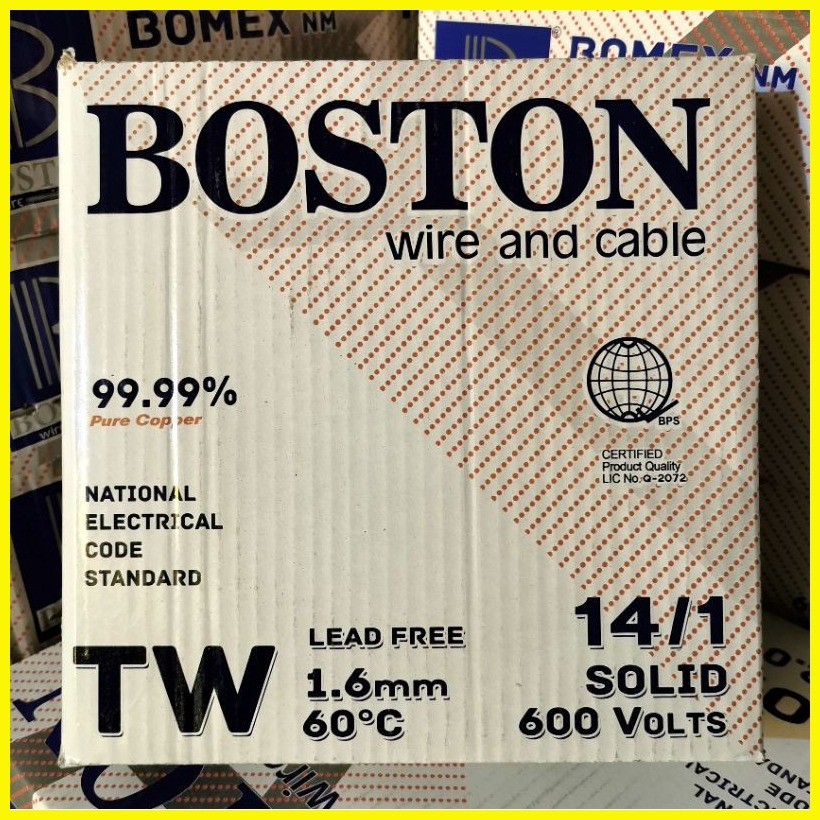 BOMEX NM
BOMEX NM
BOSTON
wire and cable
99.99%
Pure Copper
BPS
CERTIFIED
Product Quality
LIC No. Q-2072
NATIONAL
ELECTRICAL
CODE
STANDARD
TW
LEAD FREE
1.6mm
60°C
14/1
SOLID
600 VOLTS